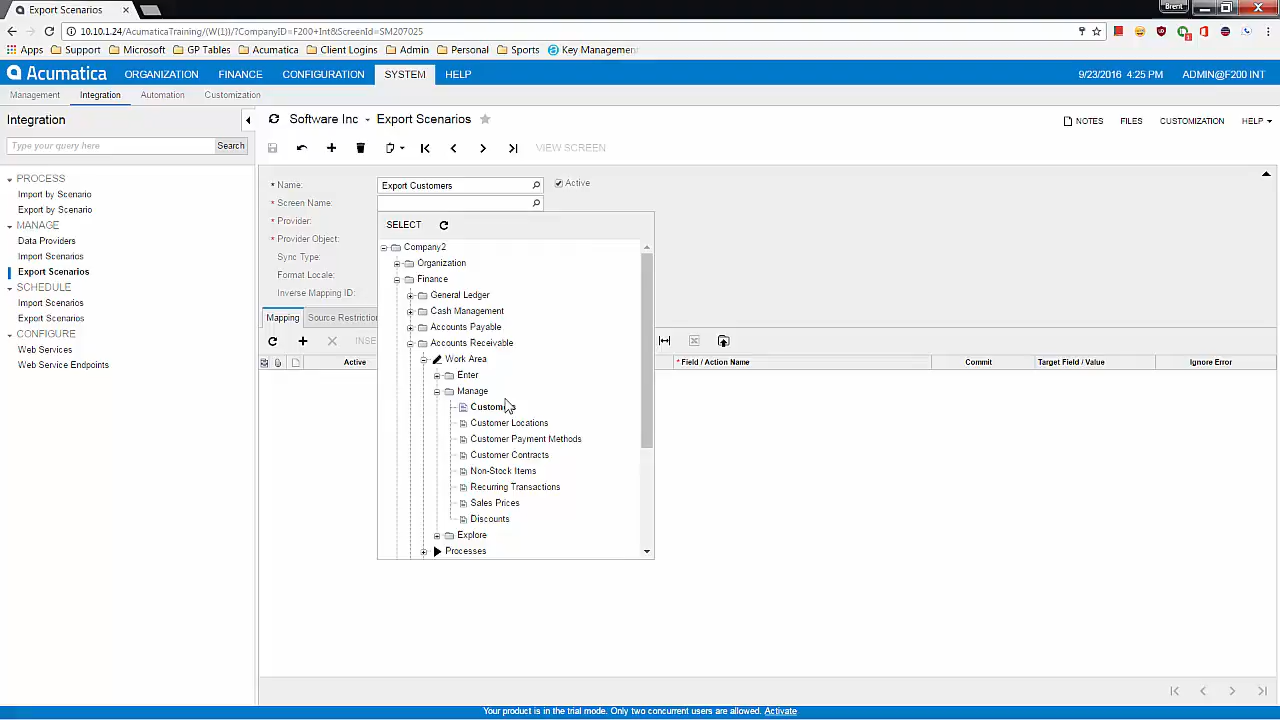 Export Scenarios ×
Brent
10.10.1.24/AcumaticaTraining/(W(1))/?CompanyID=F200+Int&ScreenId=SM207025
Apps Support Microsoft GP Tables Acumatica Client Logins Admin Personal Sports Key Managemen
Acumatica ORGANIZATION FINANCE CONFIGURATION SYSTEM HELP 9/23/2016 4:25 PM ADMIN@F200 INT
Management Integration Automation Customization
Integration
Software Inc Export Scenarios
NOTES FILES CUSTOMIZATION HELP
Type your query here Search
VIEW SCREEN
PROCESS
Import by Scenario
Export by Scenario
MANAGE
Data Providers
Import Scenarios
Export Scenarios
SCHEDULE
Import Scenarios
Export Scenarios
CONFIGURE
Web Services
Web Service Endpoints
* Name: Export Customers Active
* Screen Name:
* Provider:
* Provider Object:
Sync Type:
Format Locale:
Inverse Mapping ID:
SELECT
Company2
Organization
Finance
General Ledger
Cash Management
Accounts Payable
Accounts Receivable
Work Area
Enter
Manage
Customers
Customer Locations
Customer Payment Methods
Customer Contracts
Non-Stock Items
Recurring Transactions
Sales Prices
Discounts
Explore
Processes
Mapping Source Restriction
INSE
Active * Field / Action Name Commit Target Field / Value Ignore Error
Your product is in the trial mode. Only two concurrent users are allowed. Activate